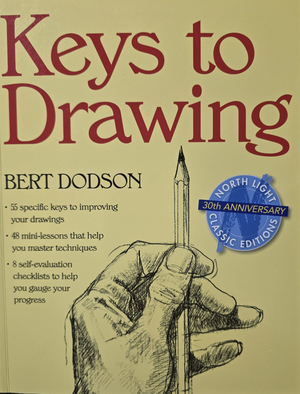 Keys to
Drawing
BERT DODSON
• 55 specific keys to improving
your drawings
• 48 mini-lessons that help
you master techniques
• 8 self-evaluation
checklists to help
you gauge your
progress
NORTH LIGHT
30th ANNIVERSARY
CLASSIC EDITIONS